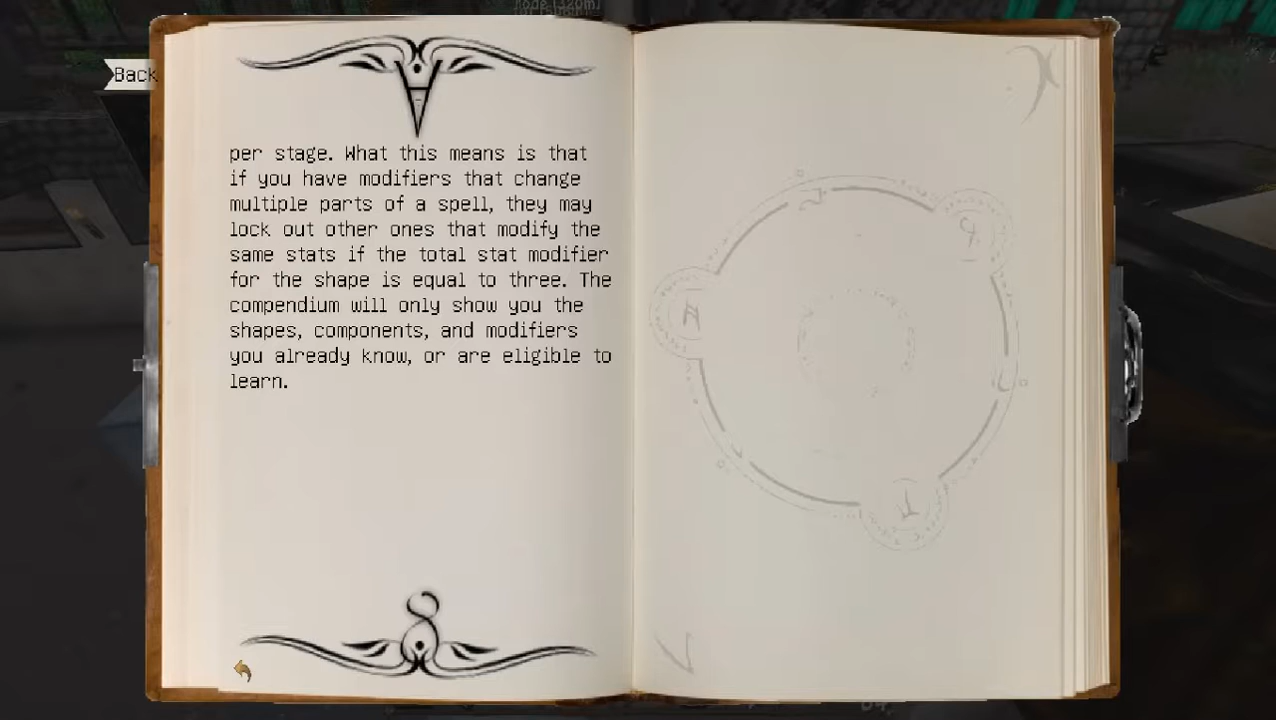 node [320m]
Back
per stage. What this means is that
if you have modifiers that change
multiple parts of a spell, they may
lock out other ones that modify the
same stats if the total stat modifier
for the shape is equal to three. The
compendium will only show you the
shapes, components, and modifiers
you already know, or are eligible to
learn.